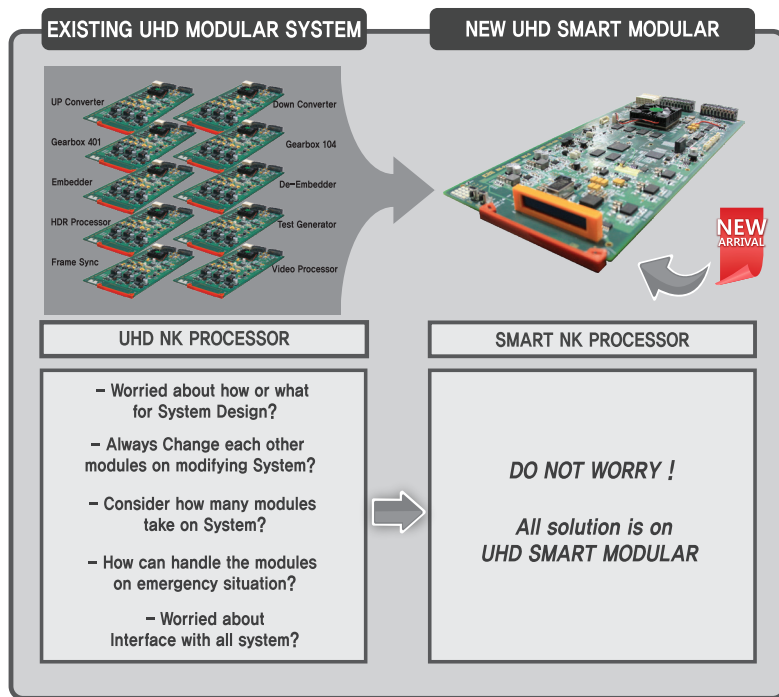 EXISTING UHD MODULAR SYSTEM
NEW UHD SMART MODULAR
UP Converter
Down Converter
Gearbox 401
Gearbox 104
Embedder
De-Embedder
HDR Processor
Test Generator
Frame Sync
Video Processor
NEW
ARRIVAL
UHD NK PROCESSOR
SMART NK PROCESSOR
- Worried about how or what
for System Design?
- Always Change each other
modules on modifying System?
- Consider how many modules
take on System?
- How can handle the modules
on emergency situation?
- Worried about
Interface with all system?
DO NOT WORRY !
All solution is on
UHD SMART MODULAR